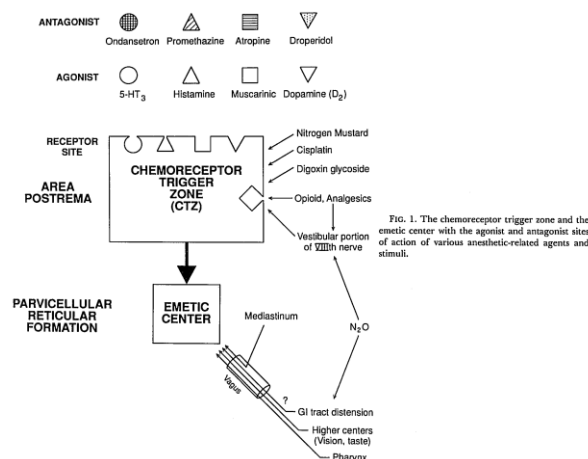 ANTAGONIST
Ondansetron Promethazine Atropine Droperidol
AGONIST
5-HT3 Histamine Muscarinic Dopamine (D2)
RECEPTOR
SITE
AREA
POSTREMA
CHEMORECEPTOR
TRIGGER
ZONE
(CTZ)
Nitrogen Mustard
Cisplatin
Digoxin glycoside
Opioid, Analgesics
Vestibular portion
of VIIIth nerve
FIG. 1. The chemoreceptor trigger zone and the
emetic center with the agonist and antagonist sites
of action of various anesthetic-related agents and
stimuli.
PARVICELLULAR
RETICULAR
FORMATION
EMETIC
CENTER
Mediastinum
N2O
Vagus
?
GI tract distension
Higher centers
(Vision, taste)
Pharynx